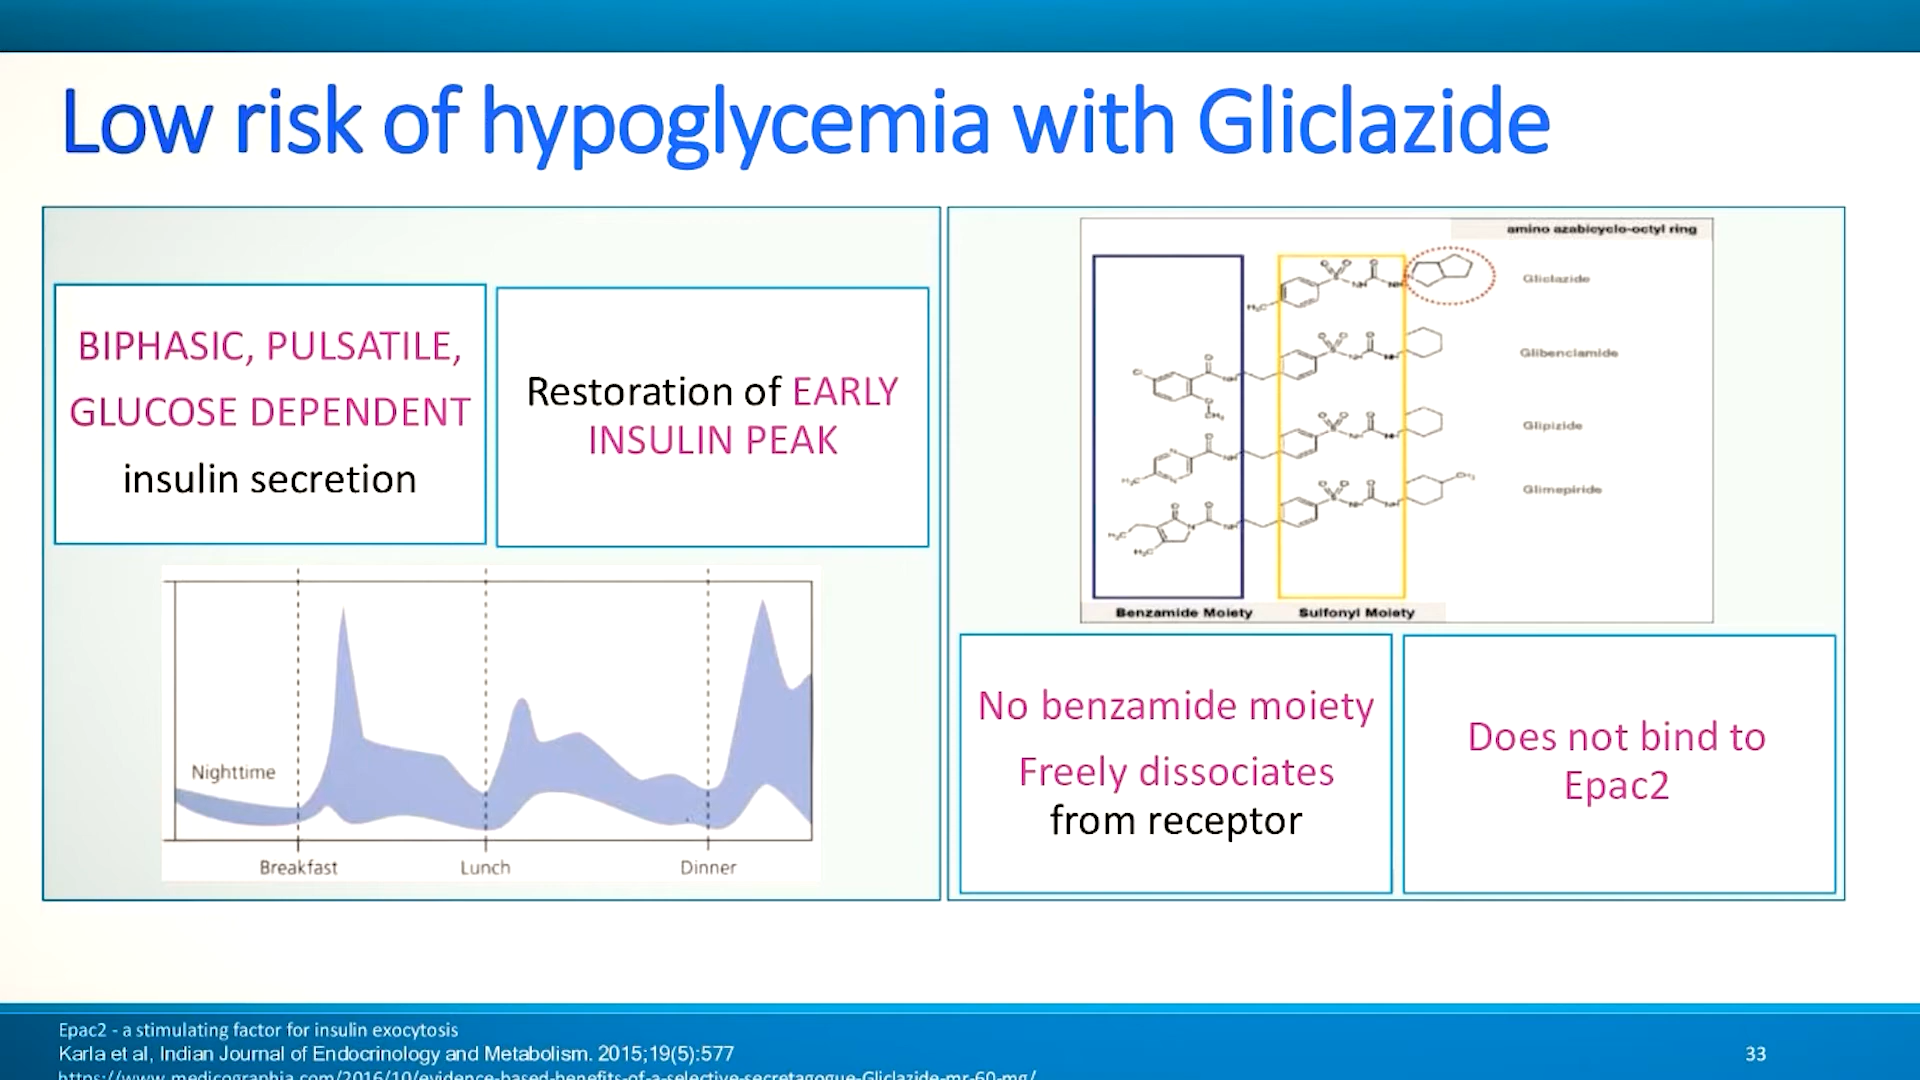 Low risk of hypoglycemia with Gliclazide
BIPHASIC, PULSATILE,
GLUCOSE DEPENDENT
insulin secretion
Restoration of EARLY
INSULIN PEAK
Nighttime
Breakfast
Lunch
Dinner
amino azabicyclo-octyl ring
Gliclazide
Glibenclamide
Glipizide
Glimepiride
Benzamide Moiety
Sulfonyl Moiety
No benzamide moiety
Freely dissociates
from receptor
Does not bind to
Epac2
Epac2 - a stimulating factor for insulin exocytosis
Karla et al, Indian Journal of Endocrinology and Metabolism. 2015;19(5):577
https://www.medicographia.com/2016/10/evidence-based-benefits-of-a-selective-secretagogue-Gliclazide-mr-60-mg/
33